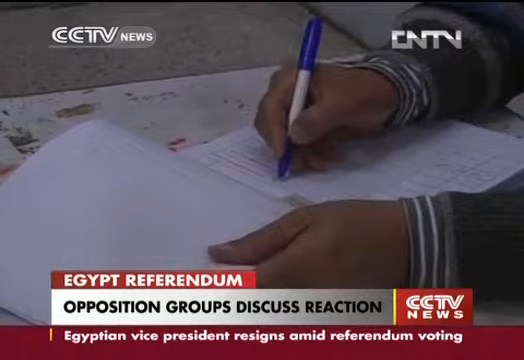 CCTV NEWS
CNTV
EGYPT REFERENDUM
OPPOSITION GROUPS DISCUSS REACTION
CCTV
NEWS
Egyptian vice president resigns amid referendum voting